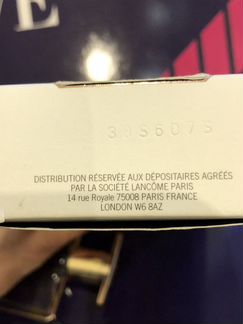 DISTRIBUTION RÉSERVÉE AUX DÉPOSITAIRES AGRÉÉS
PAR LA SOCIÉTÉ LANCÔME PARIS
14 rue Royale 75008 PARIS FRANCE
LONDON W6 8AZ